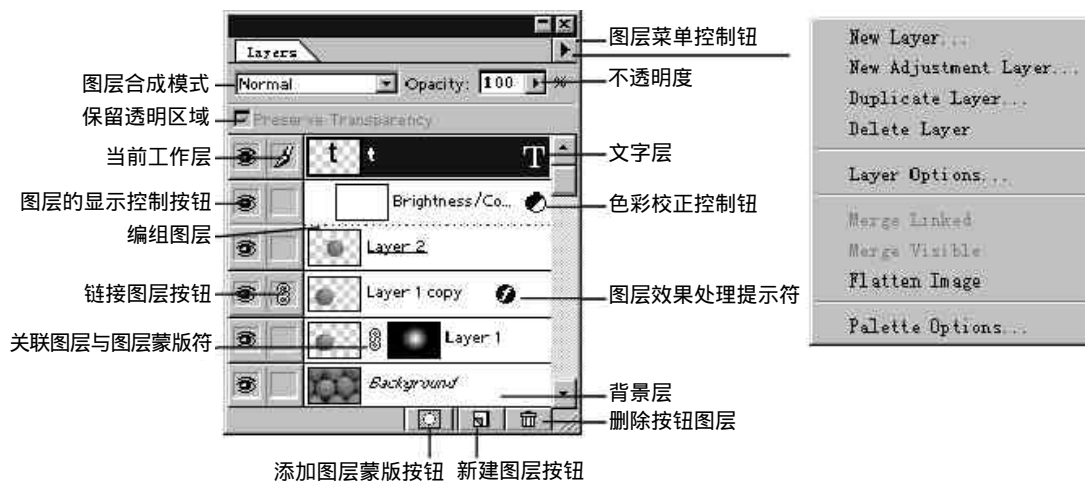 图层菜单控制钮
Layers
图层合成模式
Normal
Opacity:
100
%
不透明度
保留透明区域
Preserve Transparency
当前工作层
t
t
T
文字层
图层的显示控制按钮
Brightness/Co...
色彩校正控制钮
编组图层
Layer 2
链接图层按钮
Layer 1 copy
图层效果处理提示符
关联图层与图层蒙版符
Layer 1
Background
背景层
删除按钮图层
添加图层蒙版按钮
新建图层按钮
New Layer...
New Adjustment Layer...
Duplicate Layer...
Delete Layer
Layer Options...
Merge Linked
Merge Visible
Flatten Image
Palette Options...